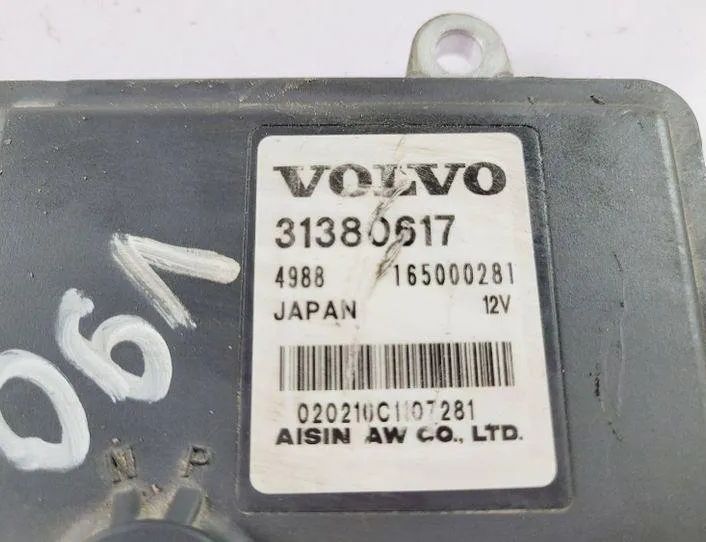 VOLVO
31380617
4988 165000281
JAPAN 12V
020210C1107281
AISIN AW CO., LTD.
061
N P